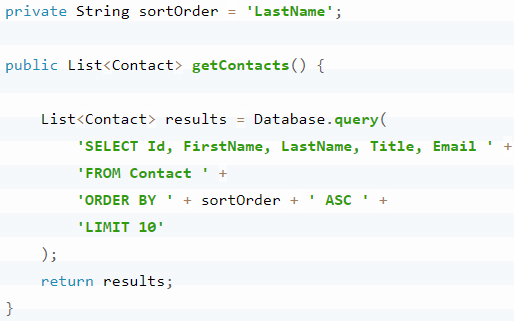 private String sortOrder = 'LastName';
public List<Contact> getContacts() {
List<Contact> results = Database.query(
'SELECT Id, FirstName, LastName, Title, Email ' +
'FROM Contact ' +
'ORDER BY ' + sortOrder + ' ASC ' +
'LIMIT 10'
);
return results;
}